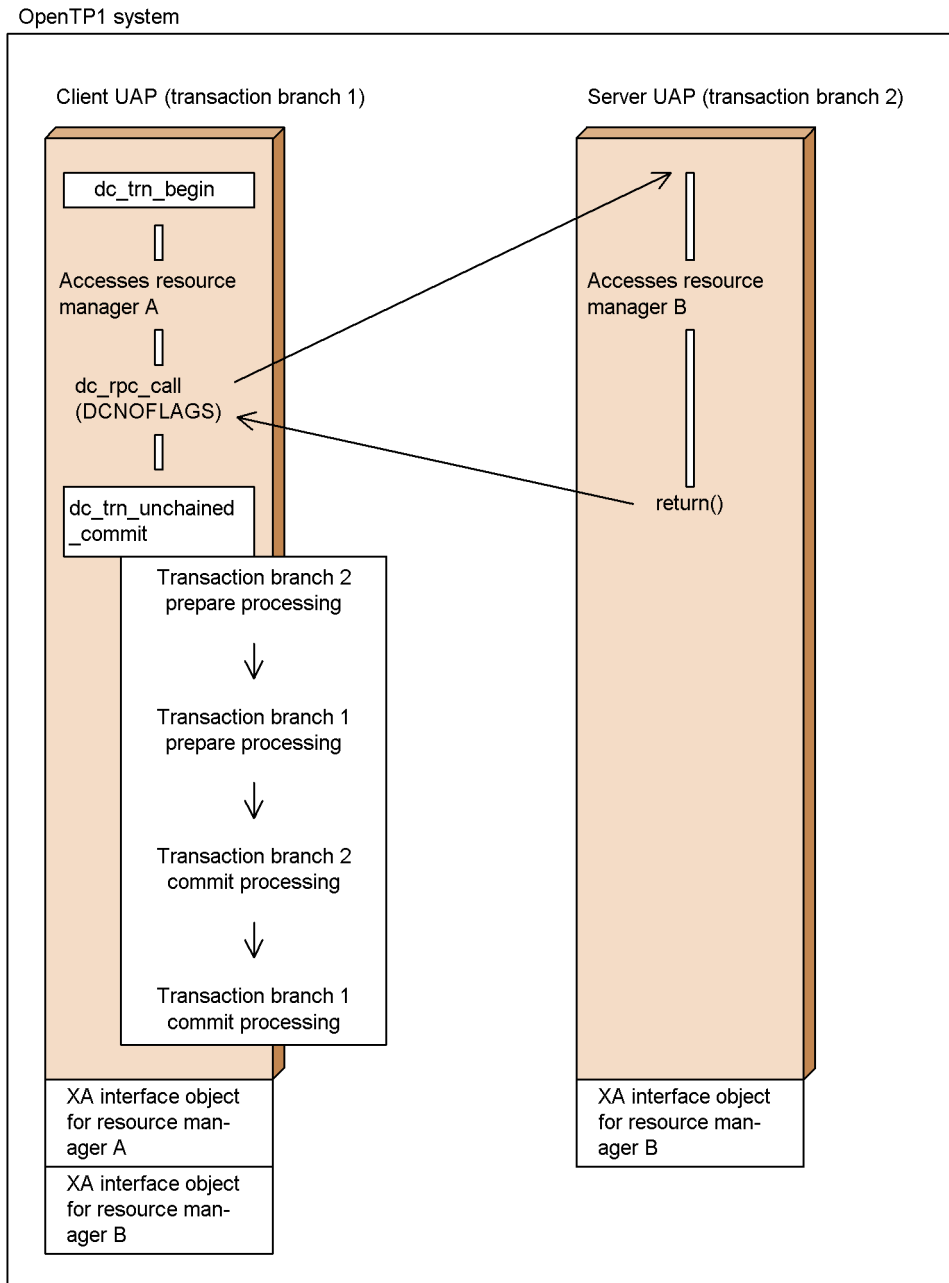 OpenTP1 system
Client UAP (transaction branch 1)
dc_trn_begin
Accesses resource
manager A
dc_rpc_call
(DCNOFLAGS)
dc_trn_unchained
_commit
Transaction branch 2
prepare processing
Transaction branch 1
prepare processing
Transaction branch 2
commit processing
Transaction branch 1
commit processing
XA interface object
for resource man-
ager A
XA interface object
for resource man-
ager B
Server UAP (transaction branch 2)
Accesses resource
manager B
return()
XA interface object
for resource man-
ager B